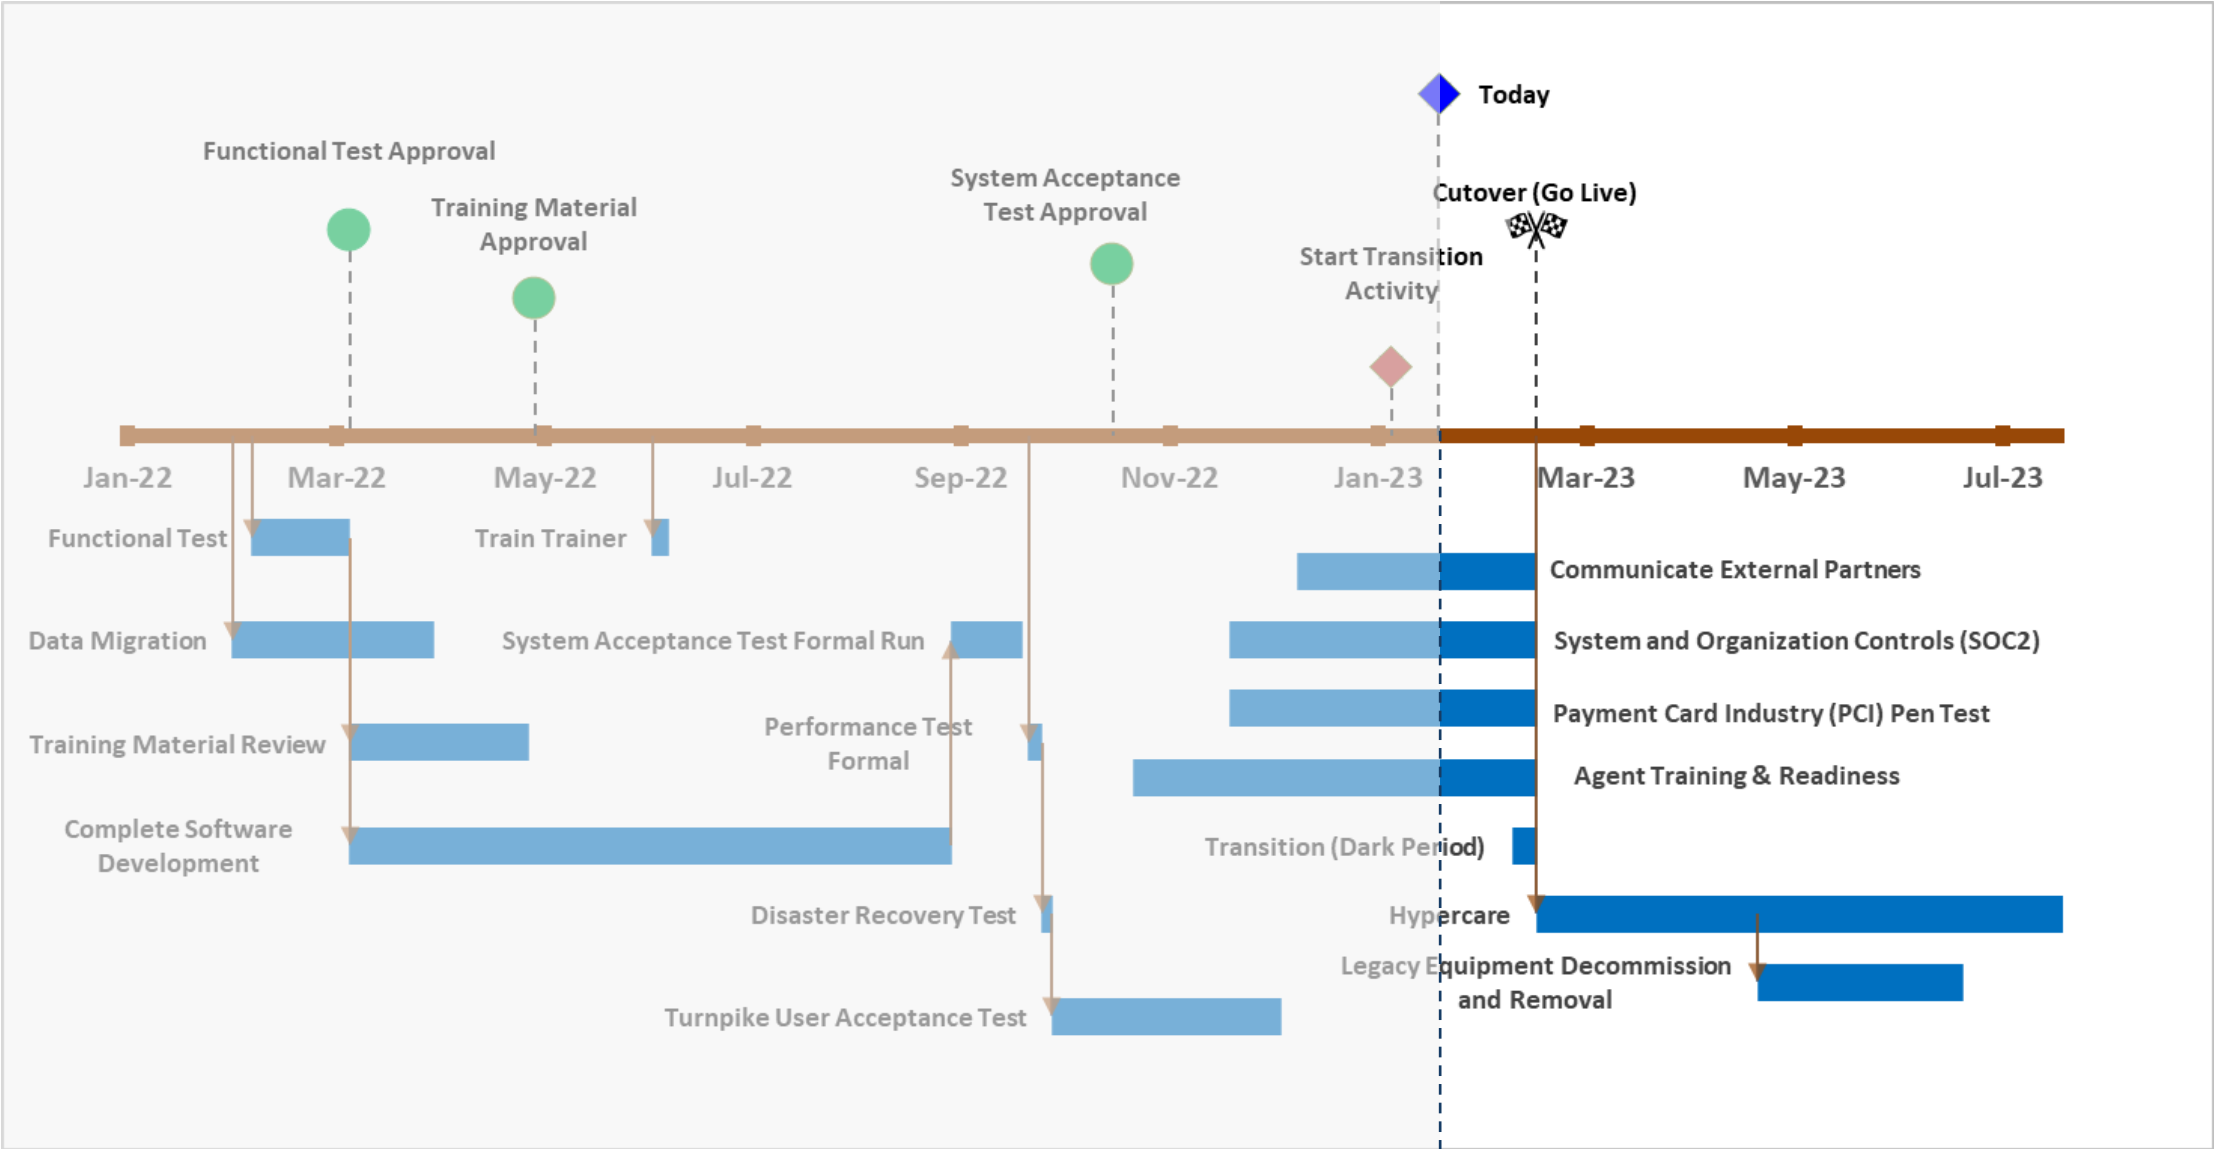 Today
Functional Test Approval
Training Material
Approval
System Acceptance
Test Approval
Cutover (Go Live)
Start Transition
Activity
Jan-22
Mar-22
May-22
Jul-22
Sep-22
Nov-22
Jan-23
Mar-23
May-23
Jul-23
Functional Test
Train Trainer
Communicate External Partners
Data Migration
System Acceptance Test Formal Run
System and Organization Controls (SOC2)
Training Material Review
Performance Test
Formal
Payment Card Industry (PCI) Pen Test
Agent Training & Readiness
Complete Software
Development
Transition (Dark Period)
Disaster Recovery Test
Hypercare
Legacy Equipment Decommission
and Removal
Turnpike User Acceptance Test